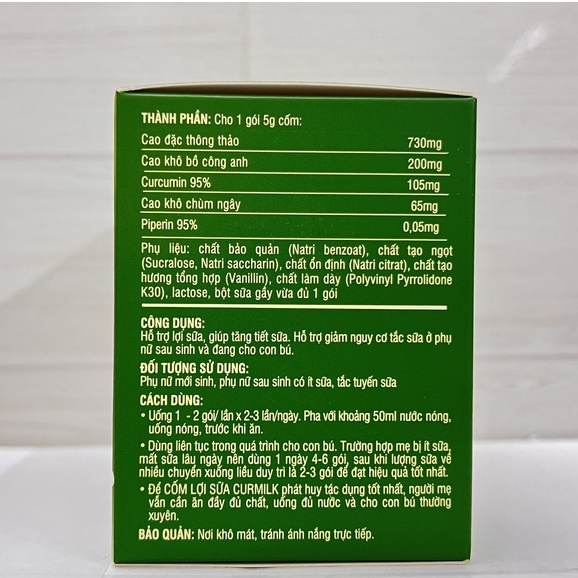 THÀNH PHẦN: Cho 1 gói 5g cốm:
Cao đặc thông thảo 730mg
Cao khô bồ công anh 200mg
Curcumin 95% 105mg
Cao khô chùm ngây 65mg
Piperin 95% 0,05mg
Phụ liệu: chất bảo quản (Natri benzoat), chất tạo ngọt
(Sucralose, Natri saccharin), chất ổn định (Natri citrat), chất tạo
hương tổng hợp (Vanillin), chất làm dày (Polyvinyl Pyrrolidone
K30), lactose, bột sữa gầy vừa đủ 1 gói
CÔNG DỤNG:
Hỗ trợ lợi sữa, giúp tăng tiết sữa. Hỗ trợ giảm nguy cơ tắc sữa ở phụ
nữ sau sinh và đang cho con bú.
ĐỐI TƯỢNG SỬ DỤNG:
Phụ nữ mới sinh, phụ nữ sau sinh có ít sữa, tắc tuyến sữa
CÁCH DÙNG:
• Uống 1 - 2 gói/ lần x 2-3 lần/ngày. Pha với khoảng 50ml nước nóng,
uống nóng, trước khi ăn.
• Dùng liên tục trong quá trình cho con bú. Trường hợp mẹ bị ít sữa,
mất sữa lâu ngày nên dùng 1 ngày 4-6 gói, sau khi lượng sữa về
nhiều chuyển xuống liều duy trì là 2-3 gói để đạt hiệu quả tốt nhất.
• Để CỐM LỢI SỮA CURMILK phát huy tác dụng tốt nhất, người mẹ
vẫn cần ăn đầy đủ chất, uống đủ nước và cho con bú thường
xuyên.
BẢO QUẢN: Nơi khô mát, tránh ánh nắng trực tiếp.